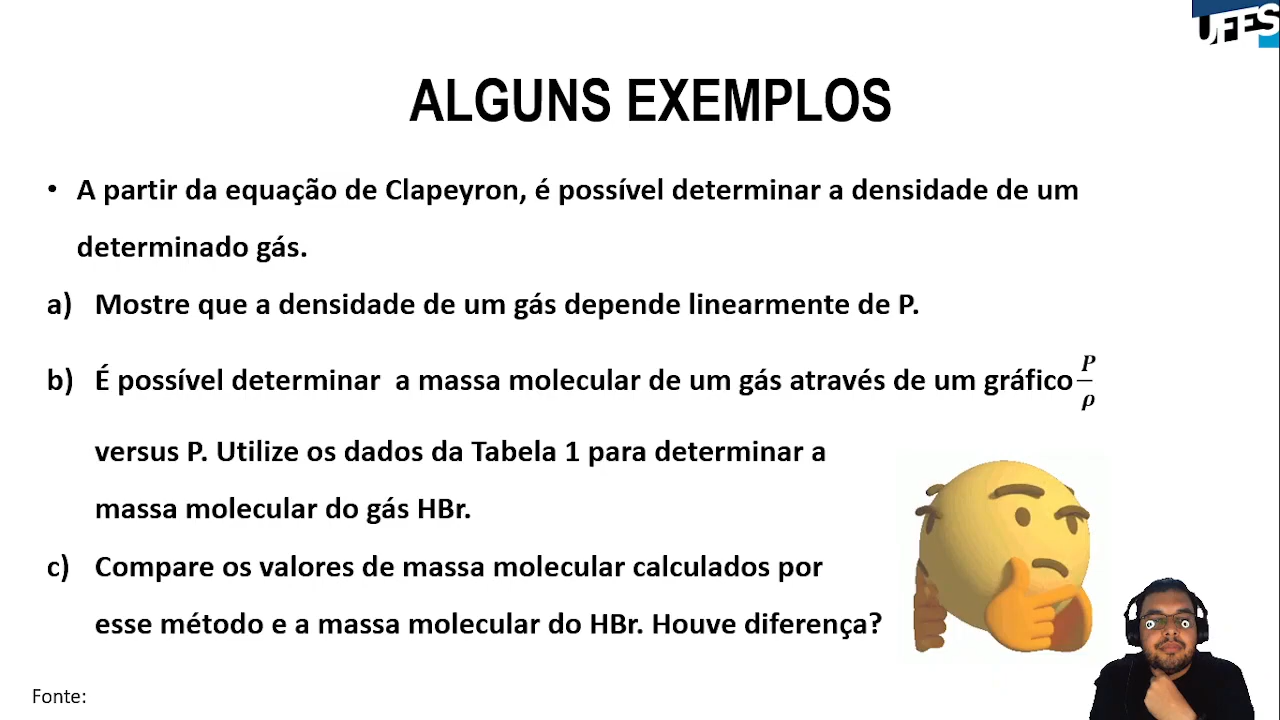 UFES
ALGUNS EXEMPLOS
• A partir da equação de Clapeyron, é possível determinar a densidade de um
determinado gás.
a) Mostre que a densidade de um gás depende linearmente de P.
b) É possível determinar a massa molecular de um gás através de um gráfico P/ρ
versus P. Utilize os dados da Tabela 1 para determinar a
massa molecular do gás HBr.
c) Compare os valores de massa molecular calculados por
esse método e a massa molecular do HBr. Houve diferença?
Fonte: